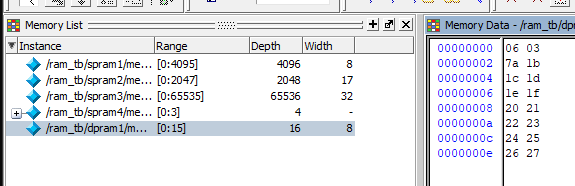 Memory List
Memory Data - /ram_tb/dpra
Instance Range Depth Width
/ram_tb/spram1/me... [0:4095] 4096 8
/ram_tb/spram2/me... [0:2047] 2048 17
/ram_tb/spram3/me... [0:65535] 65536 32
/ram_tb/spram4/me... [0:3] 4 -
/ram_tb/dpram1/m... [0:15] 16 8
00000000 06 03
00000002 7a 1b
00000004 1c 1d
00000006 1e 1f
00000008 20 21
0000000a 22 23
0000000c 24 25
0000000e 26 27